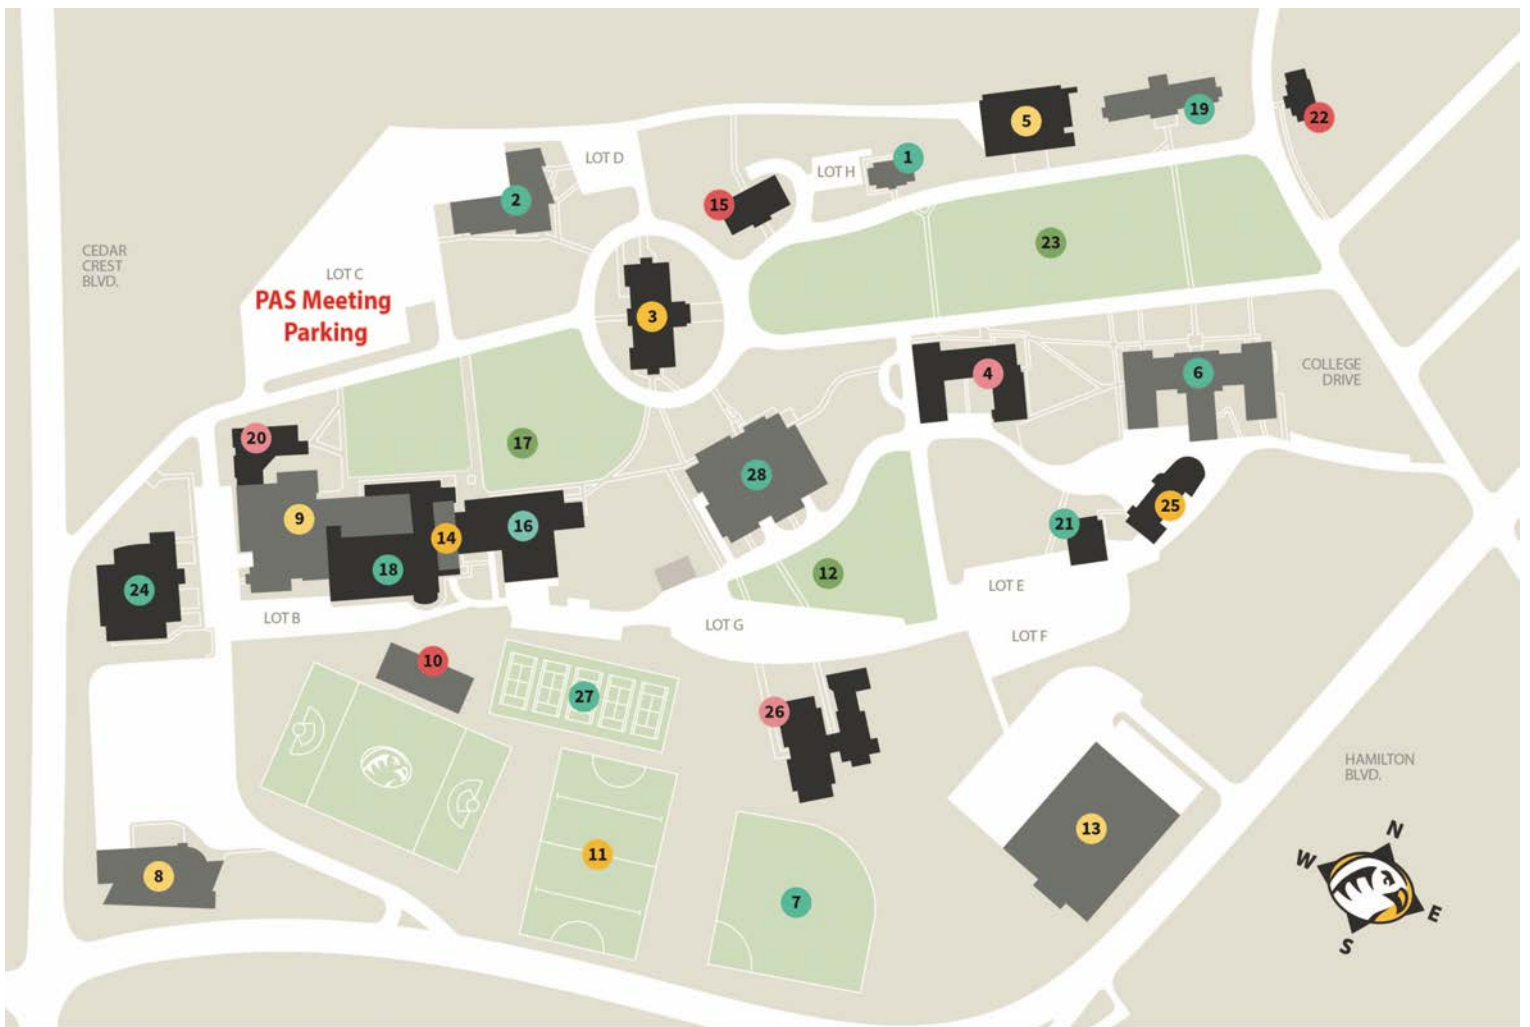 5
19
22
1
LOT D
LOT H
2
15
23
CEDAR
CREST
BLVD.
LOT C
PAS Meeting
Parking
3
4
6
COLLEGE
DRIVE
20
17
28
9
14
16
21
25
18
24
12
LOT E
LOT B
LOT G
LOT F
10
27
26
HAMILTON
BLVD.
13
11
8
7
N
W
E
S